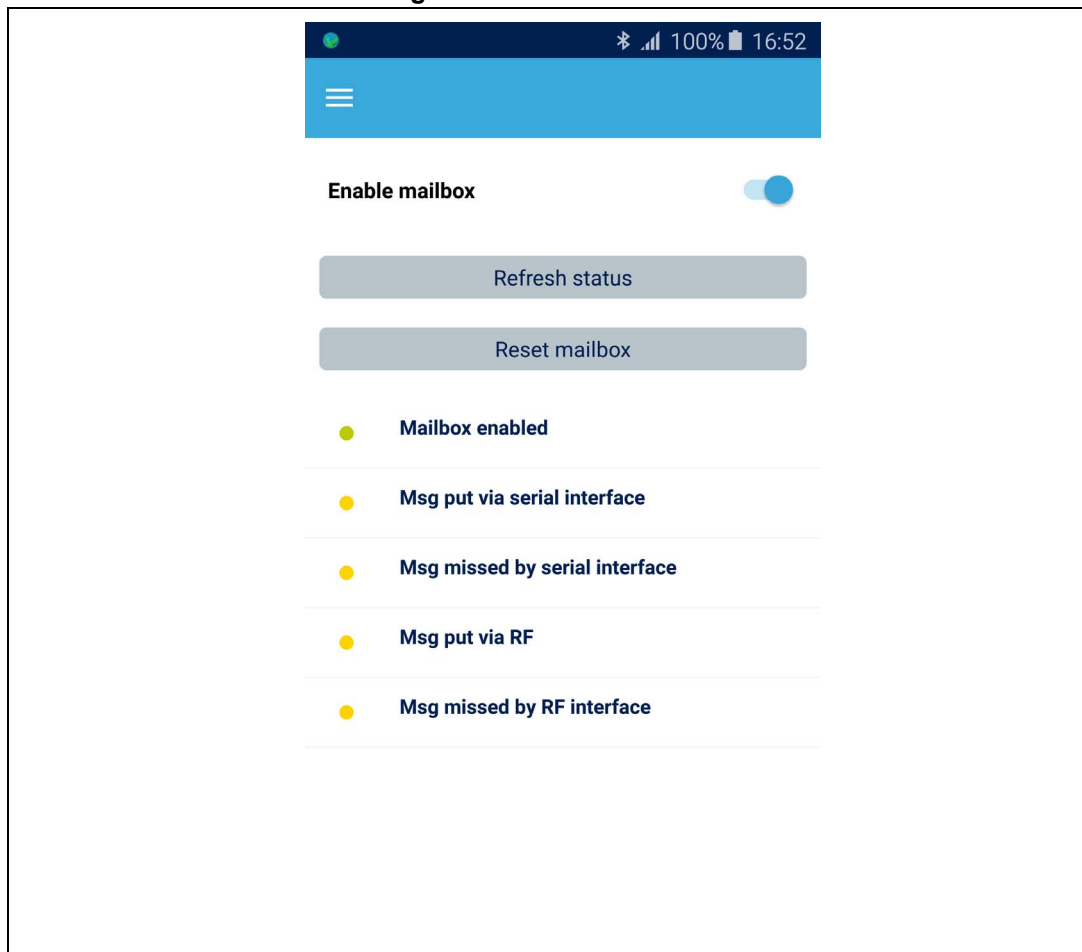 100% 16:52
Enable mailbox
Refresh status
Reset mailbox
Mailbox enabled
Msg put via serial interface
Msg missed by serial interface
Msg put via RF
Msg missed by RF interface